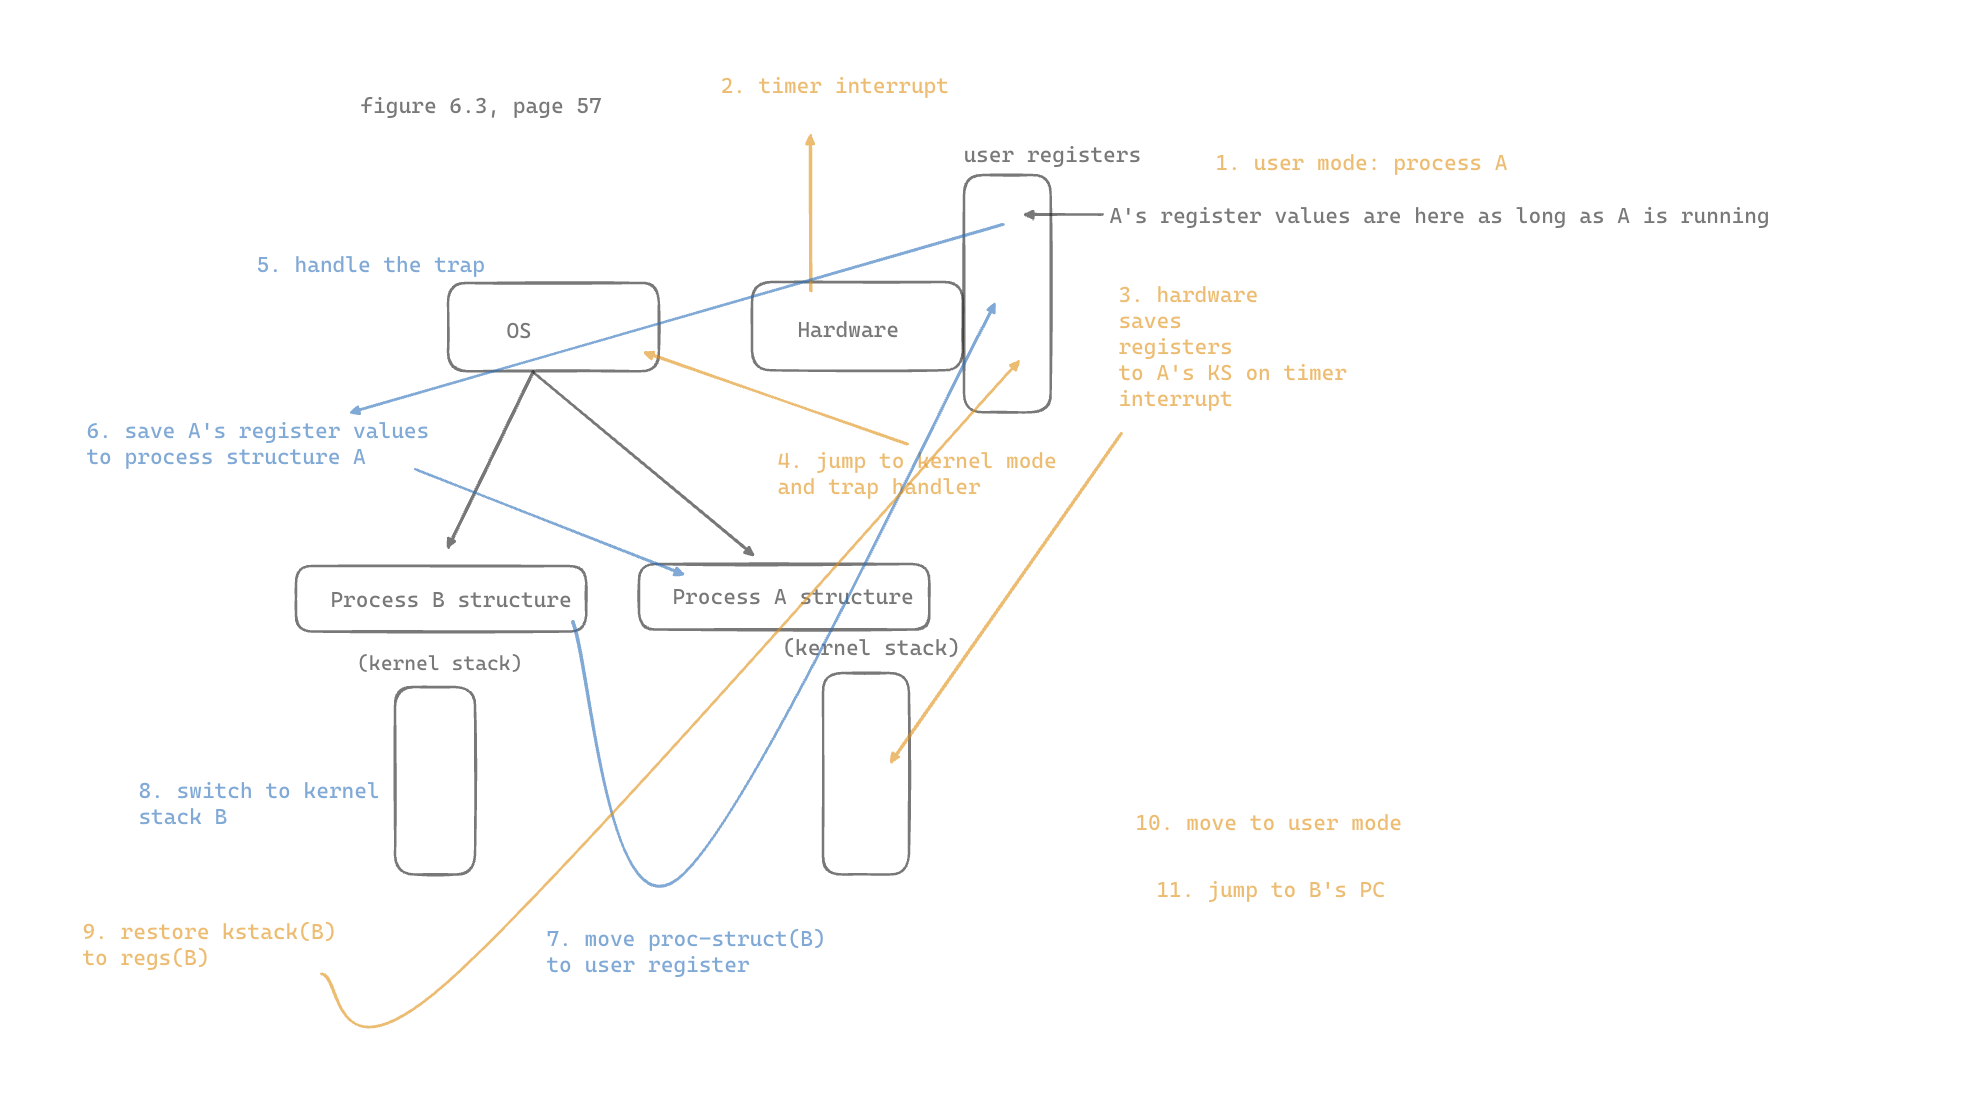 2. timer interrupt
figure 6.3, page 57
user registers
1. user mode: process A
A's register values are here as long as A is running
5. handle the trap
OS
Hardware
3. hardware
saves
registers
to A's KS on timer
interrupt
6. save A's register values
to process structure A
4. jump to kernel mode
and trap handler
Process B structure
Process A structure
(kernel stack)
(kernel stack)
8. switch to kernel
stack B
10. move to user mode
11. jump to B's PC
9. restore kstack(B)
to regs(B)
7. move proc-struct(B)
to user register